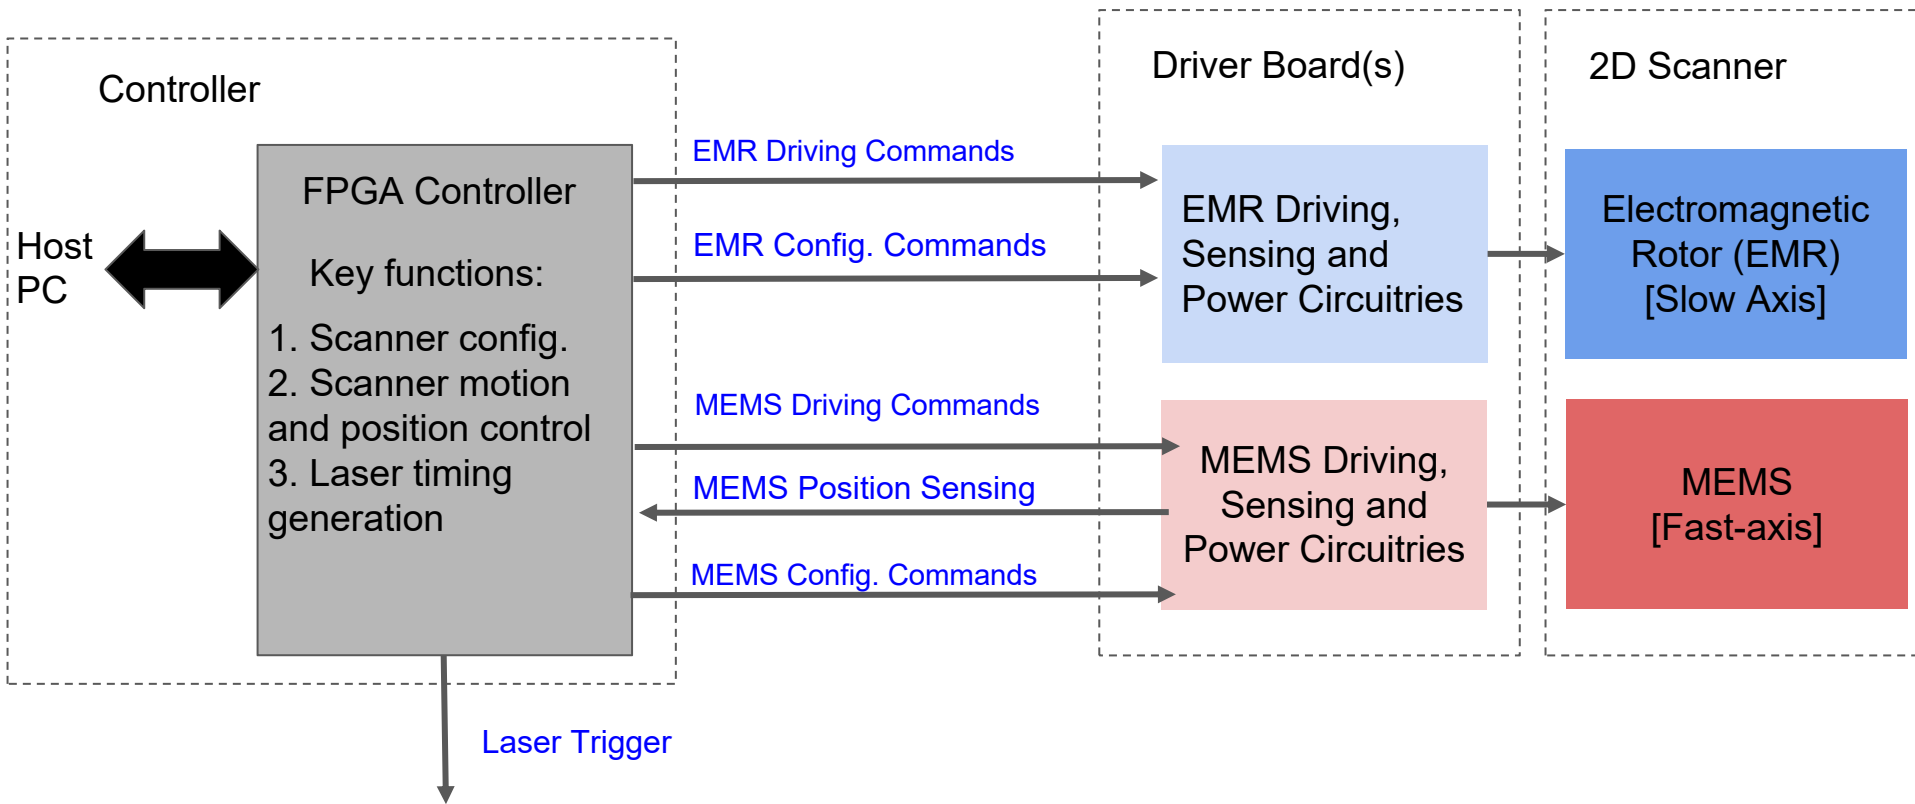 Controller
Host
PC
FPGA Controller
Key functions:
1. Scanner config.
2. Scanner motion
and position control
3. Laser timing
generation
EMR Driving Commands
EMR Config. Commands
MEMS Driving Commands
MEMS Position Sensing
MEMS Config. Commands
Laser Trigger
Driver Board(s)
EMR Driving,
Sensing and
Power Circuitries
MEMS Driving,
Sensing and
Power Circuitries
2D Scanner
Electromagnetic
Rotor (EMR)
[Slow Axis]
MEMS
[Fast-axis]